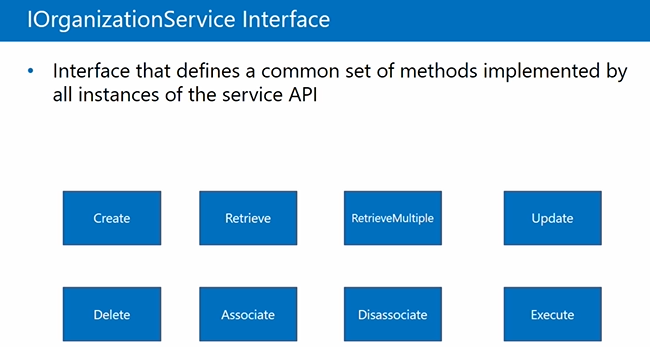 IOrganizationService Interface
• Interface that defines a common set of methods implemented by
all instances of the service API
Create
Retrieve
RetrieveMultiple
Update
Delete
Associate
Disassociate
Execute